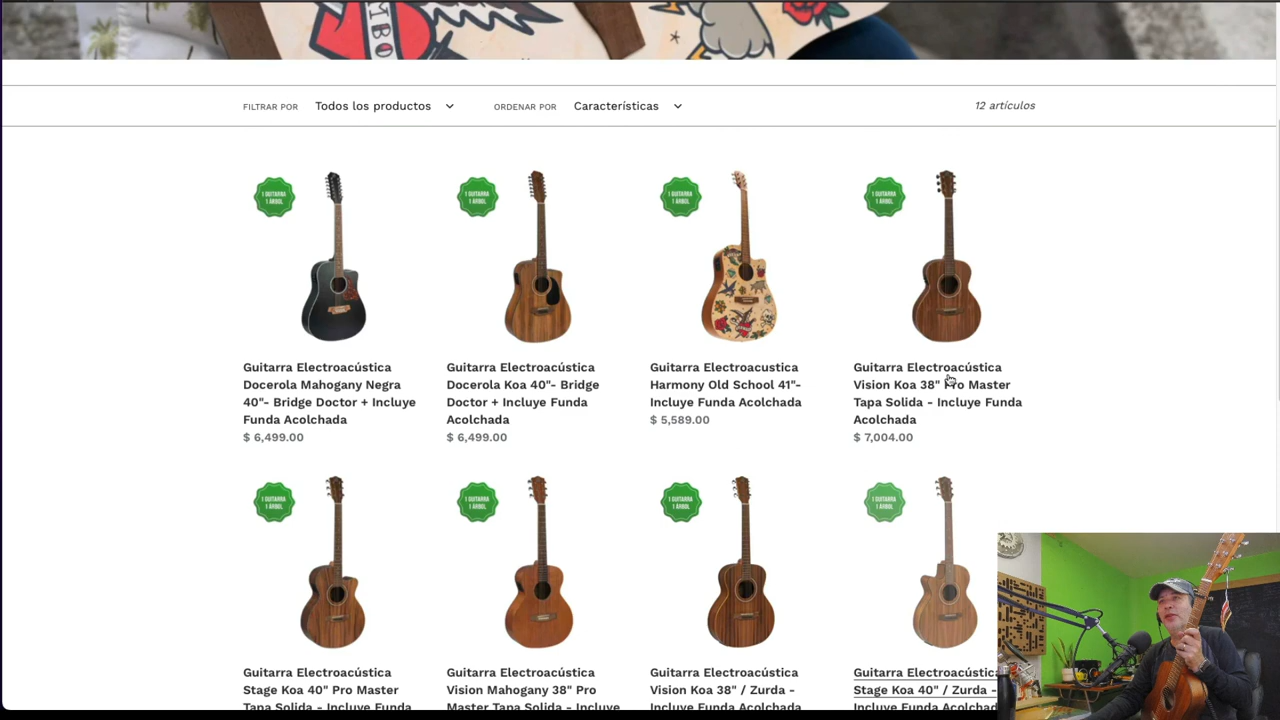 MBO
FILTRAR POR Todos los productos ORDENAR POR Características 12 artículos
1 GUITARRA
1 ÁRBOL
1 GUITARRA
1 ÁRBOL
1 GUITARRA
1 ÁRBOL
1 GUITARRA
1 ÁRBOL
Guitarra Electroacústica
Docerola Mahogany Negra
40"- Bridge Doctor + Incluye
Funda Acolchada
$ 6,499.00
Guitarra Electroacústica
Docerola Koa 40"- Bridge
Doctor + Incluye Funda
Acolchada
$ 6,499.00
Guitarra Electroacustica
Harmony Old School 41"-
Incluye Funda Acolchada
$ 5,589.00
Guitarra Electroacústica
Vision Koa 38" Pro Master
Tapa Solida - Incluye Funda
Acolchada
$ 7,004.00
1 GUITARRA
1 ÁRBOL
1 GUITARRA
1 ÁRBOL
1 GUITARRA
1 ÁRBOL
1 GUITARRA
1 ÁRBOL
Guitarra Electroacústica
Stage Koa 40" Pro Master
Tapa Solida - Incluye Funda
Guitarra Electroacústica
Vision Mahogany 38" Pro
Master Tapa Solida - Incluye
Guitarra Electroacústica
Vision Koa 38" / Zurda -
Incluye Funda Acolchada
Guitarra Electroacústica
Stage Koa 40" / Zurda -
Incluye Funda Acolchad